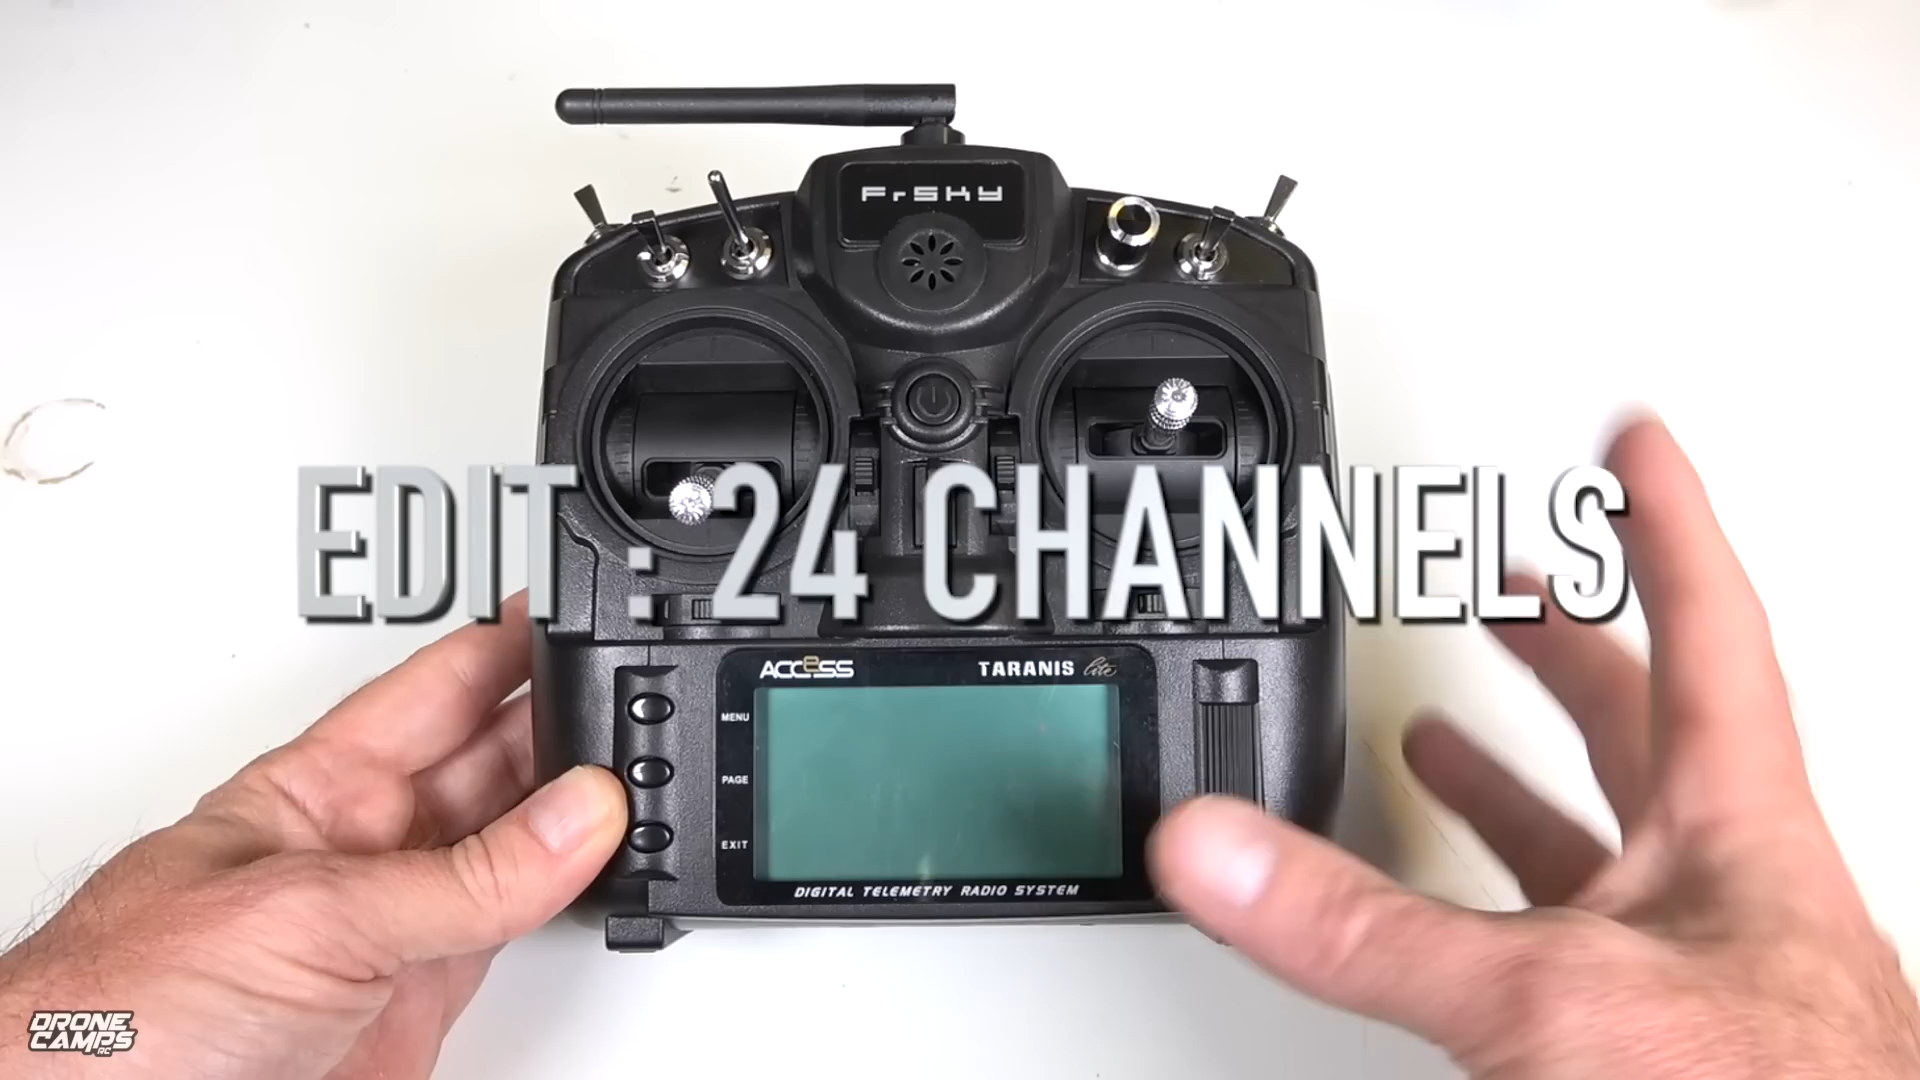 FrSKY
EDIT : 24 CHANNELS
ACCeSS
TARANIS lite
MENU
PAGE
EXIT
DIGITAL TELEMETRY RADIO SYSTEM
DRONE
CAMPS
RC